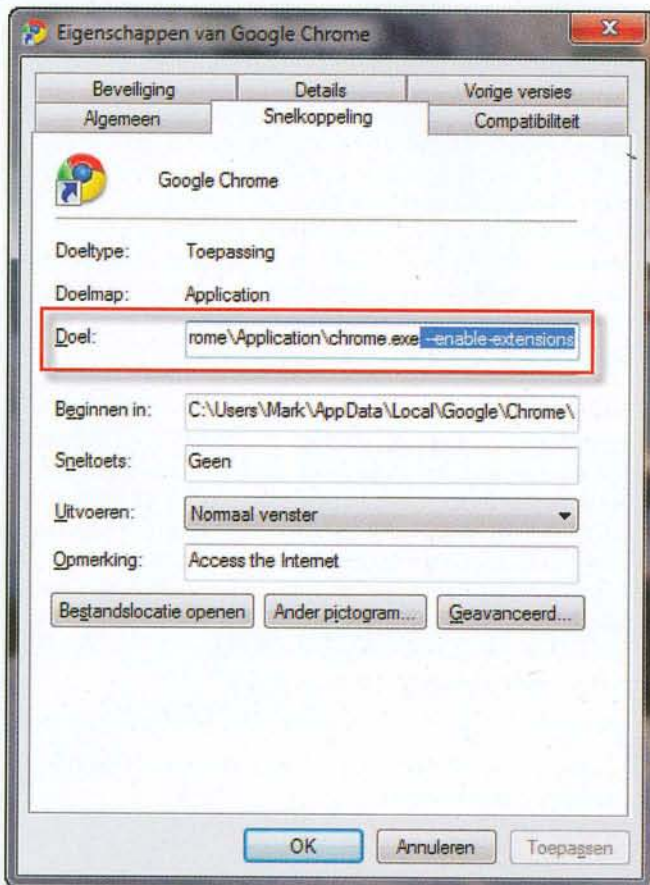 Eigenschappen van Google Chrome
Beveiliging Details Vorige versies
Algemeen Snelkoppeling Compatibiliteit
Google Chrome
Doeltype: Toepassing
Doelmap: Application
Doel: rome\Application\chrome.exe --enable-extensions
Beginnen in: C:\Users\Mark\AppData\Local\Google\Chrome\
Sneltoets: Geen
Uitvoeren: Normaal venster
Opmerking: Access the Internet
Bestandslocatie openen Ander pictogram... Geavanceerd...
OK Annuleren Toepassen